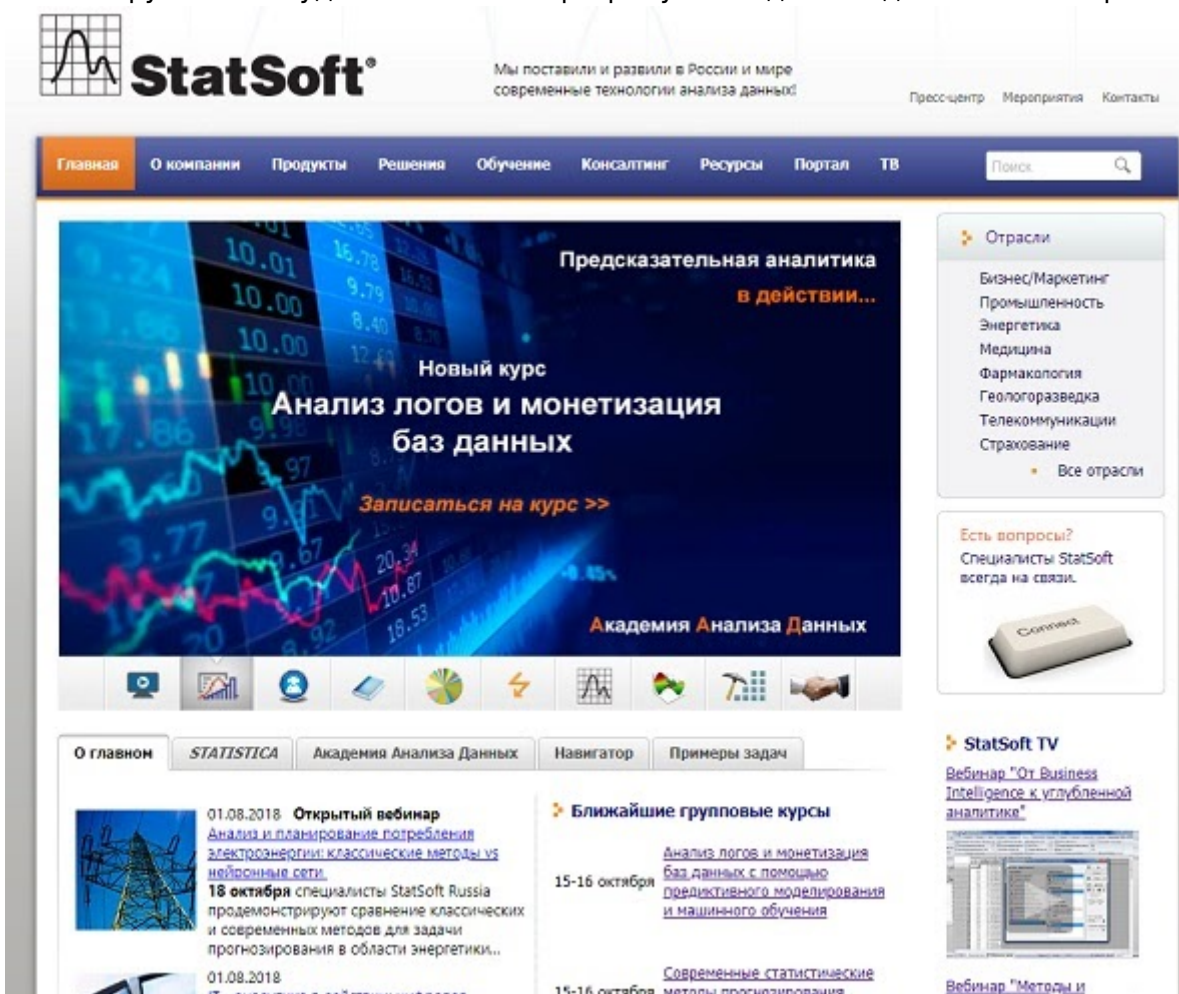 StatSoft®
Мы поставили и развили в России и мире
современные технологии анализа данных!
Пресс-центр Мероприятия Контакты
Главная О компании Продукты Решения Обучение Консалтинг Ресурсы Портал ТВ
Поиск
Предсказательная аналитика
в действии...
Новый курс
Анализ логов и монетизация
баз данных
Записаться на курс >>
Академия Анализа Данных
Отрасли
Бизнес/Маркетинг
Промышленность
Энергетика
Медицина
Фармакология
Геологоразведка
Телекоммуникации
Страхование
Все отрасли
Есть вопросы?
Специалисты StatSoft
всегда на связи.
Connect
О главном STATISTICA Академия Анализа Данных Навигатор Примеры задач
01.08.2018 Открытый вебинар
Анализ и планирование потребления
электроэнергии: классические методы vs
нейронные сети.
18 октября специалисты StatSoft Russia
продемонстрируют сравнение классических
и современных методов для задачи
прогнозирования в области энергетики...
01.08.2018
Ближайшие групповые курсы
15-16 октября
Анализ логов и монетизация
баз данных с помощью
предиктивного моделирования
и машинного обучения
15-16 октября
Современные статистические
методы прогнозирования
StatSoft TV
Вебинар "От Business
Intelligence к углубленной
аналитике"
Вебинар "Методы и